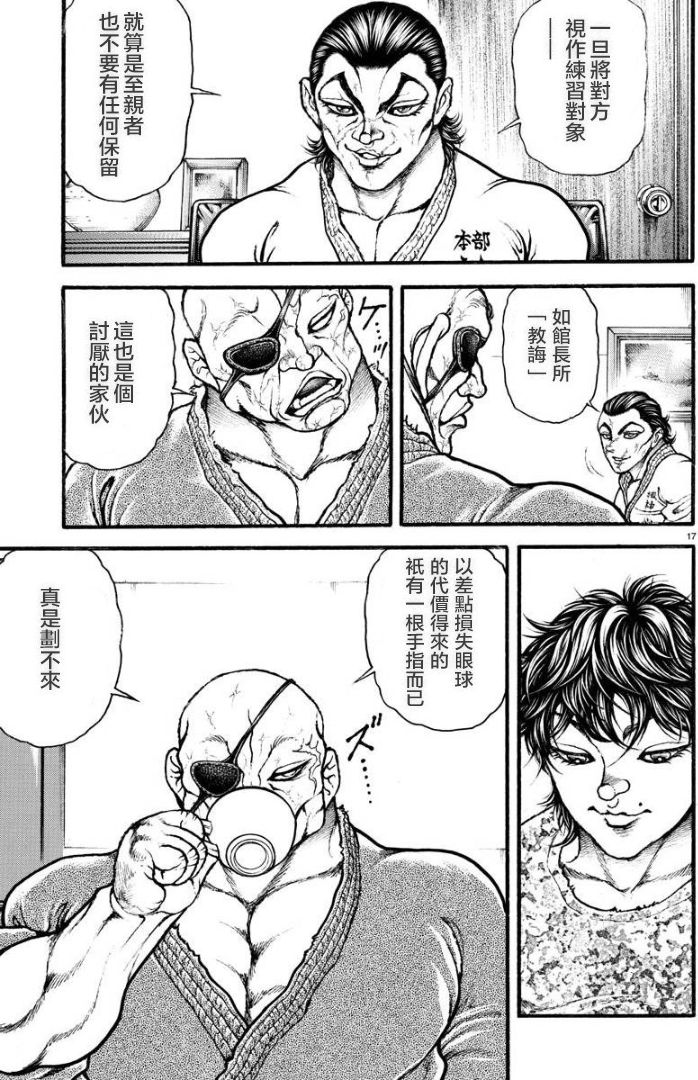 一旦將對方
視作練習對象
——
就算是至親者
也不要有任何保留
本部
如館長所
「教誨」
ケ…
這也是個
討厭的家伙
17
以差點損失眼球
的代價得來的
衹有一根手指而已
ズ…
真是劃不來